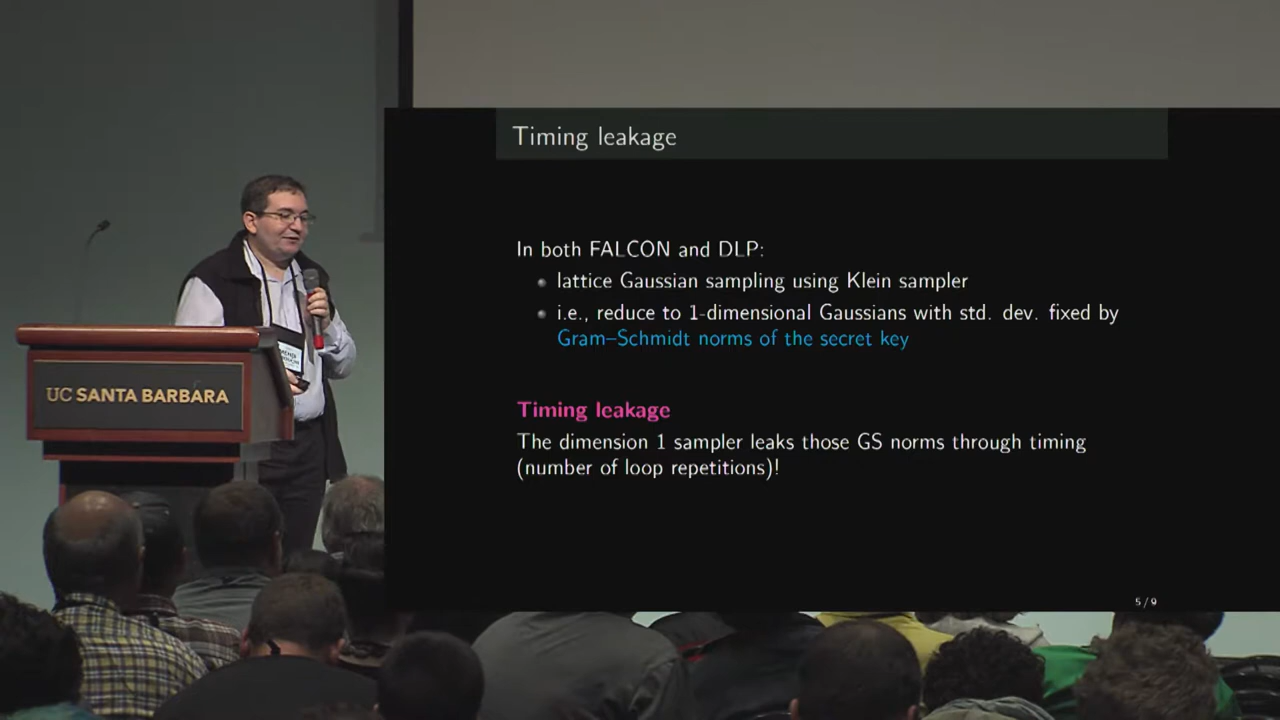 Timing leakage
In both FALCON and DLP:
lattice Gaussian sampling using Klein sampler
i.e., reduce to 1-dimensional Gaussians with std. dev. fixed by
Gram–Schmidt norms of the secret key
Timing leakage
The dimension 1 sampler leaks those GS norms through timing
(number of loop repetitions)!
5/9
UC SANTA BARBARA